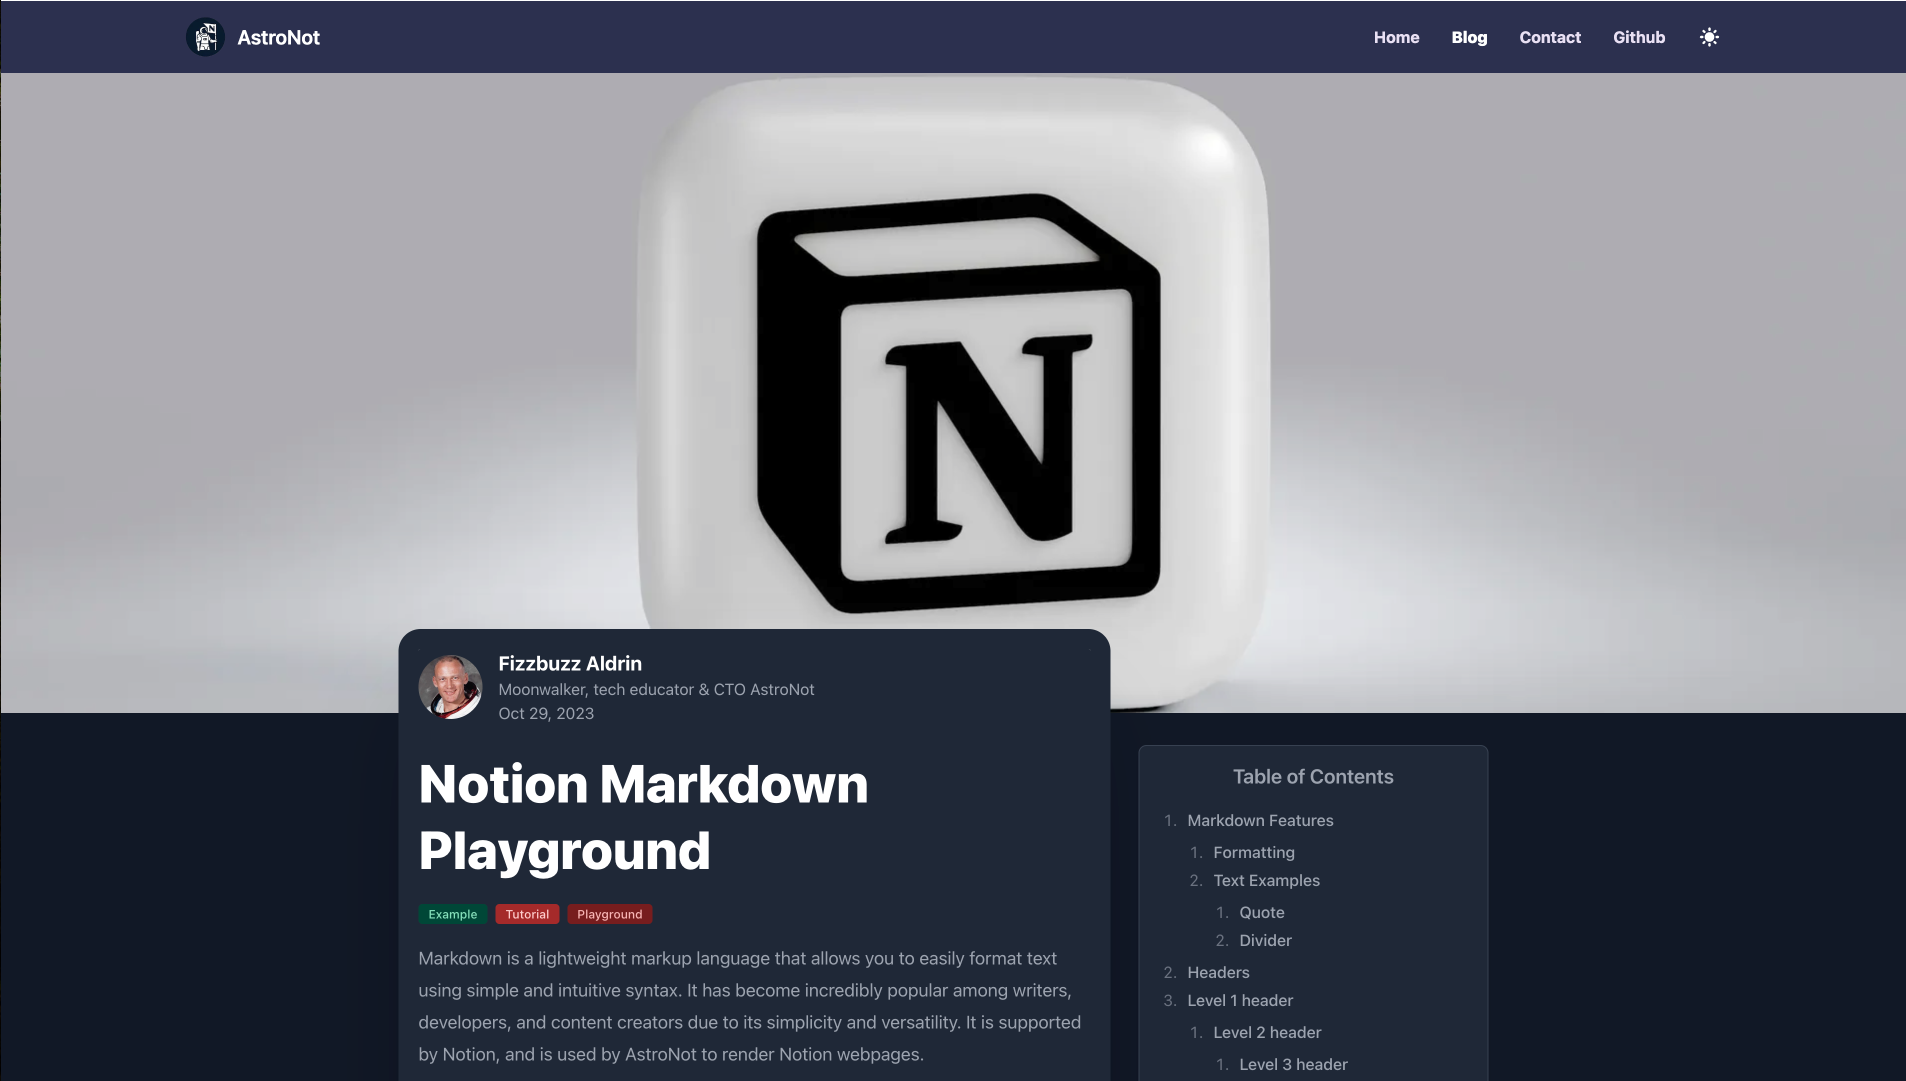 AstroNot
Home
Blog
Contact
Github
N
Fizzbuzz Aldrin
Moonwalker, tech educator & CTO AstroNot
Oct 29, 2023
Notion Markdown
Playground
Example
Tutorial
Playground
Markdown is a lightweight markup language that allows you to easily format text
using simple and intuitive syntax. It has become incredibly popular among writers,
developers, and content creators due to its simplicity and versatility. It is supported
by Notion, and is used by AstroNot to render Notion webpages.
Table of Contents
1. Markdown Features
1. Formatting
2. Text Examples
1. Quote
2. Divider
2. Headers
3. Level 1 header
1. Level 2 header
1. Level 3 header